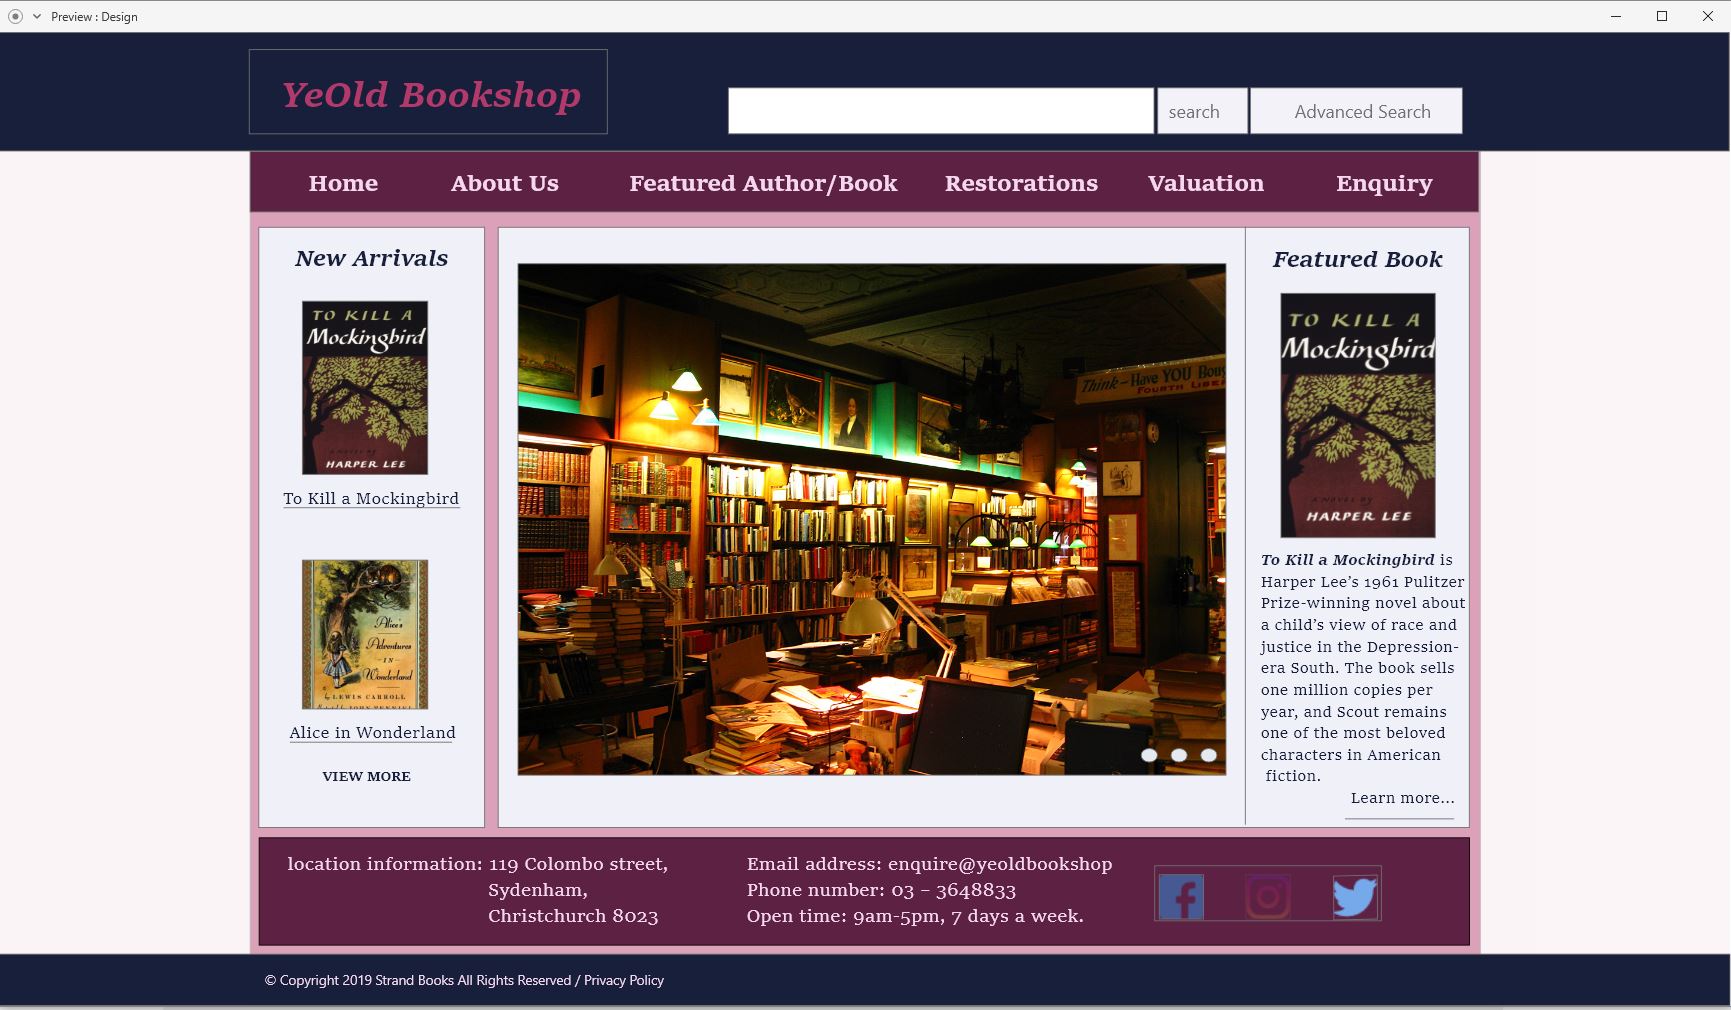 Preview : Design
YeOld Bookshop
search
Advanced Search
Home
About Us
Featured Author/Book
Restorations
Valuation
Enquiry
New Arrivals
TO KILL A
Mockingbird
HARPER LEE
To Kill a Mockingbird
Alice's
Adventures
IN
Wonderland
by LEWIS CARROLL
Alice in Wonderland
VIEW MORE
Think - Have YOU Bou
FOURTH LIBE
Featured Book
TO KILL A
Mockingbird
A NOVEL BY
HARPER LEE
To Kill a Mockingbird is
Harper Lee’s 1961 Pulitzer
Prize-winning novel about
a child’s view of race and
justice in the Depression-
era South. The book sells
one million copies per
year, and Scout remains
one of the most beloved
characters in American
fiction.
Learn more...
location information: 119 Colombo street,
Sydenham,
Christchurch 8023
Email address: enquire@yeoldbookshop
Phone number: 03 – 3648833
Open time: 9am-5pm, 7 days a week.
© Copyright 2019 Strand Books All Rights Reserved / Privacy Policy